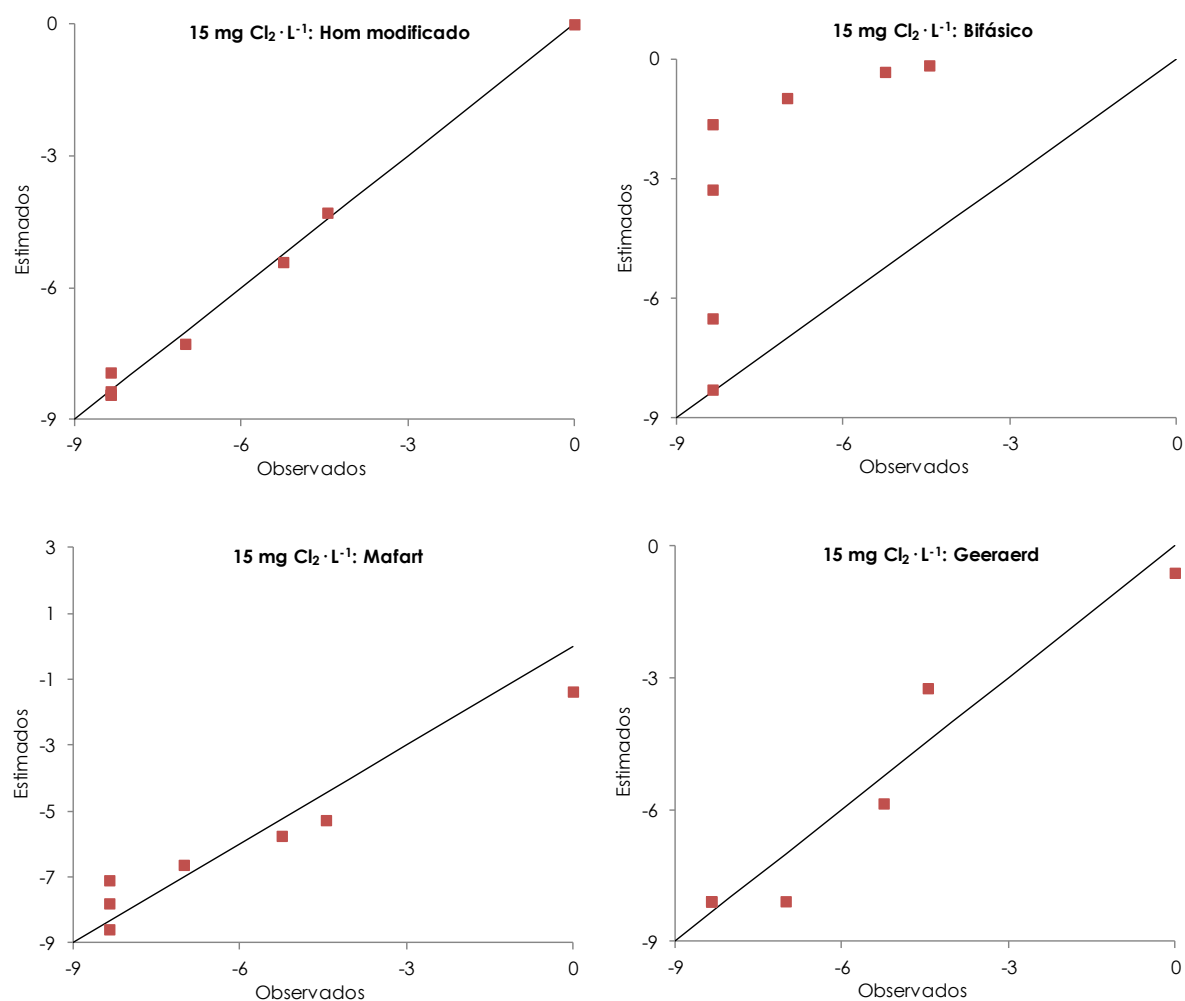 15 mg Cl₂·L⁻¹: Hom modificado
0
-3
-6
-9
Estimados
-9 -6 -3 0
Observados
15 mg Cl₂·L⁻¹: Bifásico
0
-3
-6
-9
Estimados
-9 -6 -3 0
Observados
15 mg Cl₂·L⁻¹: Mafart
3
1
-1
-3
-5
-7
-9
Estimados
-9 -6 -3 0
Observados
15 mg Cl₂·L⁻¹: Geeraerd
0
-3
-6
-9
Estimados
-9 -6 -3 0
Observados